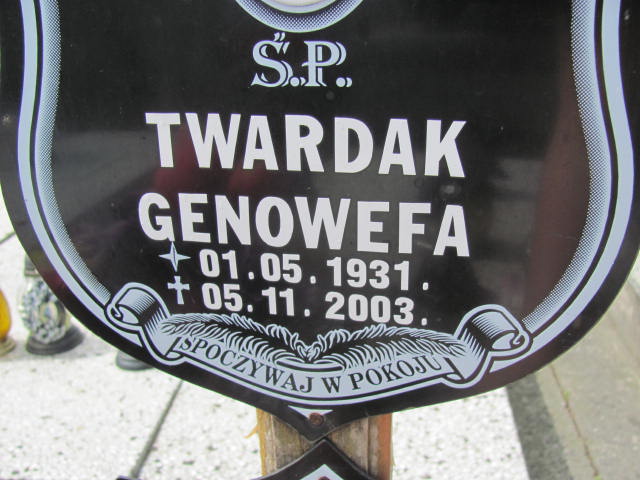 Ś.P.
TWARDAK
GENOWEFA
01.05.1931.
05.11.2003.
SPOCZYWAJ W POKOJU